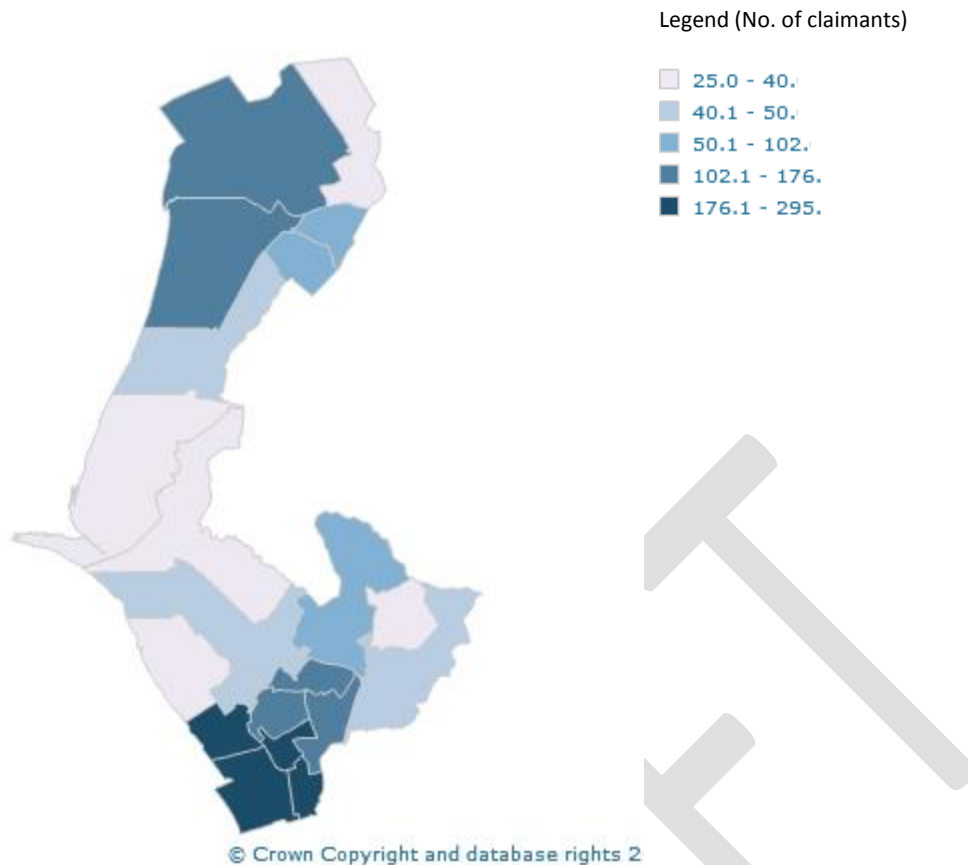 Legend (No. of claimants)
25.0 - 40.
40.1 - 50.
50.1 - 102.
102.1 - 176.
176.1 - 295.
© Crown Copyright and database rights 2